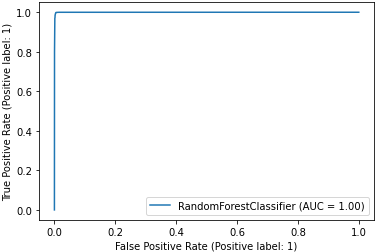 True Positive Rate (Positive label: 1)
1.0
0.8
0.6
0.4
0.2
0.0
RandomForestClassifier (AUC = 1.00)
0.0 0.2 0.4 0.6 0.8 1.0
False Positive Rate (Positive label: 1)